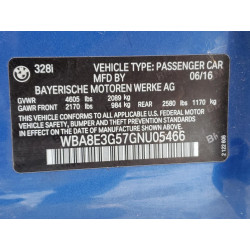 328i VEHICLE TYPE: PASSENGER CAR
06/16
BAYERISCHE MOTOREN WERKE AG
GVWR 4605 lbs 2089 kg
GAWR FRONT 2170 lbs 984 kg REAR 2580 lbs 1170 kg
THIS VEHICLE CONFORMS TO ALL APPLICABLE FEDERAL MOTOR
VEHICLE SAFETY, BUMPER, AND THEFT PREVENTION STANDARDS
IN EFFECT ON THE DATE OF MANUFACTURE SHOWN ABOVE.
WBA8E3G57GNU05466